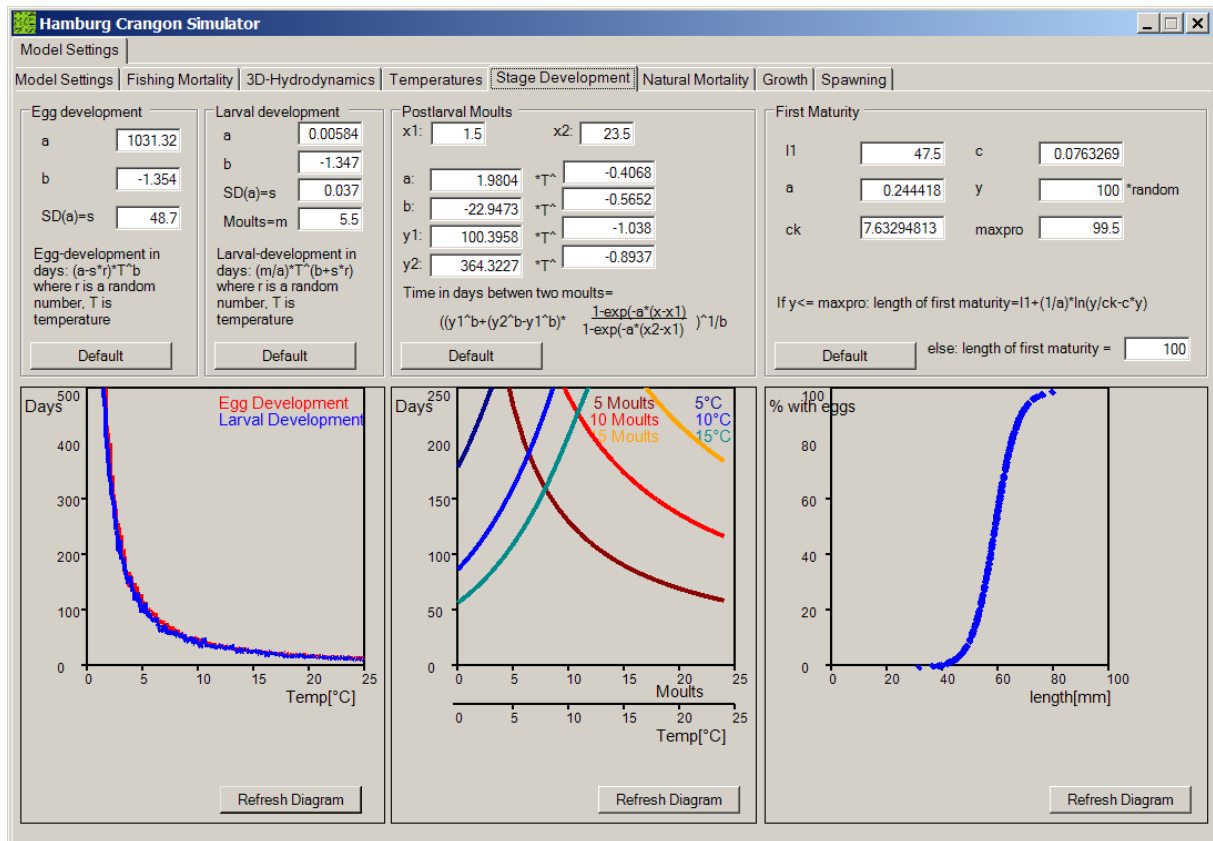 Hamburg Crangon Simulator
Model Settings
Model Settings Fishing Mortality 3D-Hydrodynamics Temperatures Stage Development Natural Mortality Growth Spawning
Egg development
a 1031.32
b -1.354
SD(a)=s 48.7
Egg-development in
days: (a-s*r)*T^b
where r is a random
number, T is
temperature
Default
Larval development
a 0.00584
b -1.347
SD(a)=s 0.037
Moults=m 5.5
Larval-development in
days: (m/a)*T^(b+s*r)
where r is a random
number, T is
temperature
Default
Postlarval Moults
x1: 1.5 x2: 23.5
a: 1.9804 *T^ -0.4068
b: -22.9473 *T^ -0.5652
y1: 100.3958 *T^ -1.038
y2: 364.3227 *T^ -0.8937
Time in days betwen two moults=
((y1^b+(y2^b-y1^b)* 1-exp(-a*(x-x1) )^1/b
1-exp(-a*(x2-x1)
Default
First Maturity
l1 47.5 c 0.0763269
a 0.244418 y 100 *random
ck 7.63294813 maxpro 99.5
If y<= maxpro: length of first maturity=l1+(1/a)*ln(y/ck-c*y)
Default else: length of first maturity = 100
500
Days
Egg Development
Larval Development
400
300
200
100
0
0 5 10 15 20 25
Temp[°C]
Refresh Diagram
250
Days
5 Moults 5°C
10 Moults 10°C
15 Moults 15°C
200
150
100
50
0
0 5 10 15 20 25
Moults
0 5 10 15 20 25
Temp[°C]
Refresh Diagram
100
% with eggs
80
60
40
20
0
0 20 40 60 80 100
length[mm]
Refresh Diagram